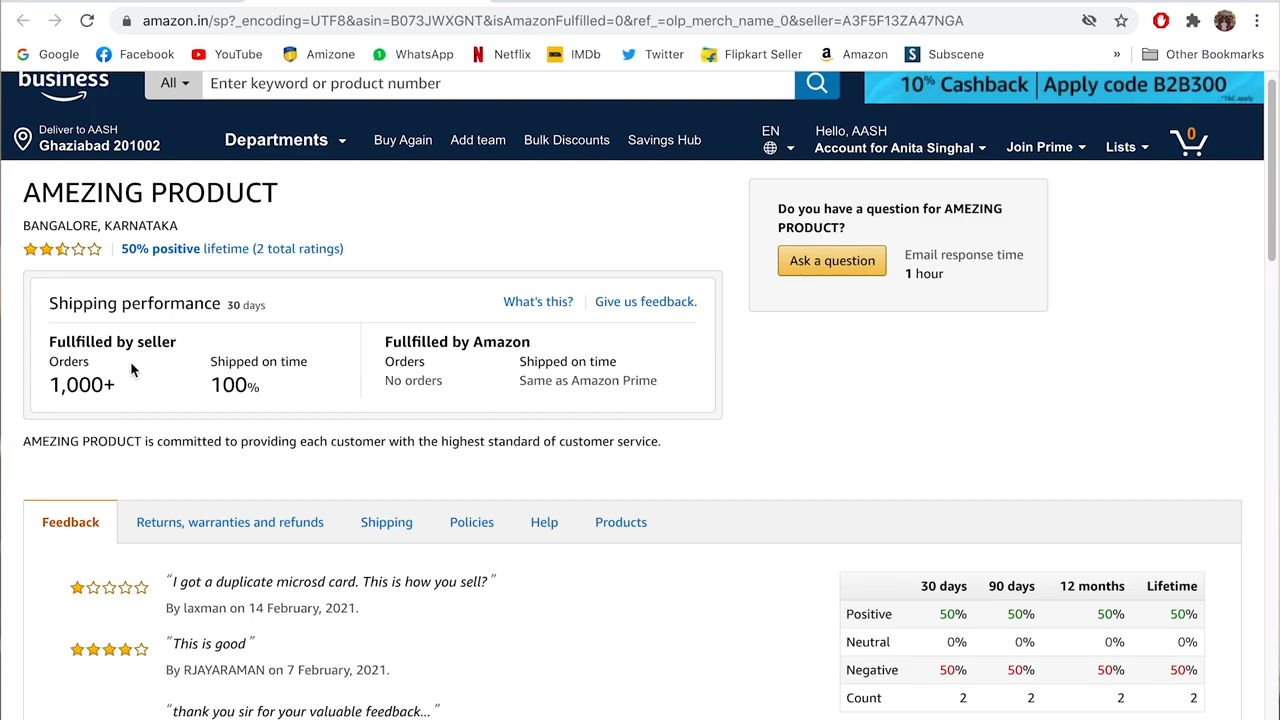 amazon.in/sp?_encoding=UTF8&asin=B073JWXGNT&isAmazonFulfilled=0&ref_=olp_merch_name_0&seller=A3F5F13ZA47NGA
Google Facebook YouTube Amizone WhatsApp Netflix IMDb Twitter Flipkart Seller Amazon Subscene » Other Bookmarks
business All Enter keyword or product number 10% Cashback | Apply code B2B300
*T&C apply
Deliver to AASH
Ghaziabad 201002
Departments Buy Again Add team Bulk Discounts Savings Hub
EN
Hello, AASH
Account for Anita Singhal
Join Prime Lists 0
AMEZING PRODUCT
BANGALORE, KARNATAKA
50% positive lifetime (2 total ratings)
Do you have a question for AMEZING
PRODUCT?
Ask a question
Email response time
1 hour
Shipping performance 30 days What's this? Give us feedback.
Fullfilled by seller
Orders Shipped on time
1,000+ 100%
Fullfilled by Amazon
Orders Shipped on time
No orders Same as Amazon Prime
AMEZING PRODUCT is committed to providing each customer with the highest standard of customer service.
Feedback Returns, warranties and refunds Shipping Policies Help Products
“I got a duplicate microsd card. This is how you sell? ”
By laxman on 14 February, 2021.
“This is good ”
By RJAYARAMAN on 7 February, 2021.
“thank you sir for your valuable feedback... ”
30 days 90 days 12 months Lifetime
Positive 50% 50% 50% 50%
Neutral 0% 0% 0% 0%
Negative 50% 50% 50% 50%
Count 2 2 2 2